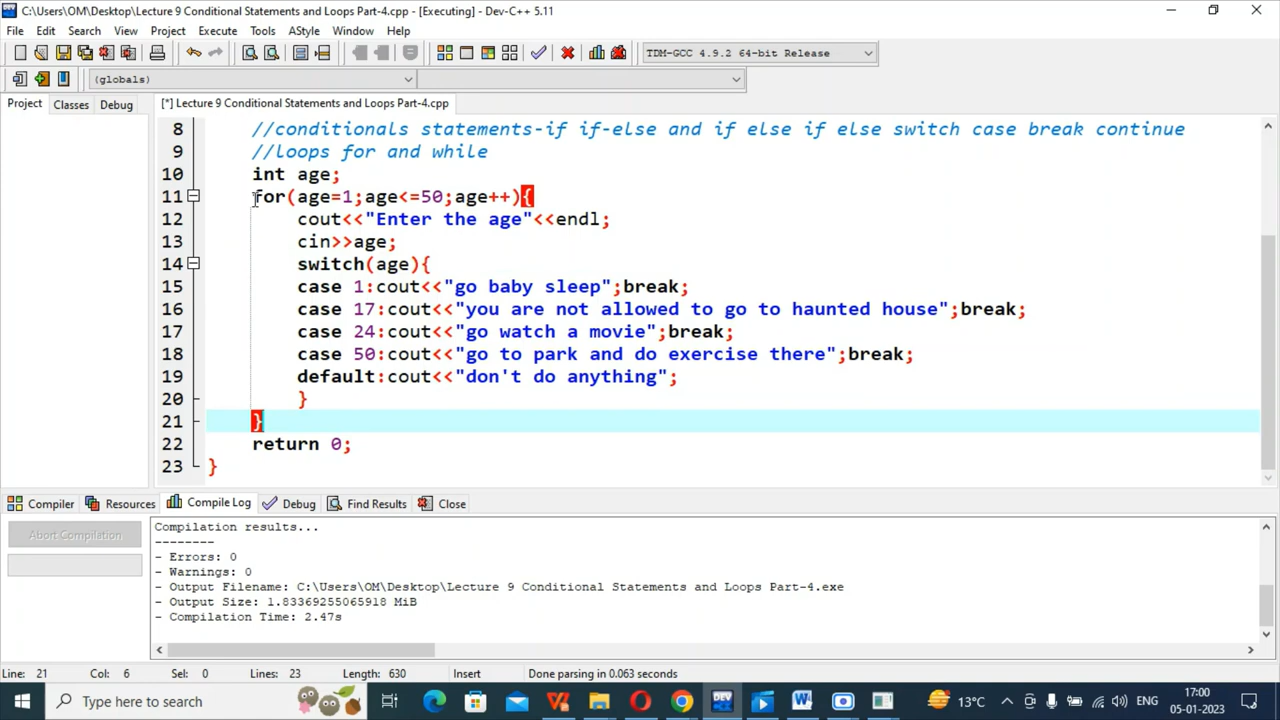 C:\Users\OM\Desktop\Lecture 9 Conditional Statements and Loops Part-4.cpp - [Executing] - Dev-C++ 5.11
File Edit Search View Project Execute Tools AStyle Window Help
TDM-GCC 4.9.2 64-bit Release
(globals)
Project Classes Debug
[*] Lecture 9 Conditional Statements and Loops Part-4.cpp
8 //conditionals statements-if if-else and if else if else switch case break continue
9 //loops for and while
10 int age;
11 for(age=1;age<=50;age++){
12 cout<<"Enter the age"<<endl;
13 cin>>age;
14 switch(age){
15 case 1:cout<<"go baby sleep";break;
16 case 17:cout<<"you are not allowed to go to haunted house";break;
17 case 24:cout<<"go watch a movie";break;
18 case 50:cout<<"go to park and do exercise there";break;
19 default:cout<<"don't do anything";
20 }
21 }
22 return 0;
23 }
Compiler Resources Compile Log Debug Find Results Close
Abort Compilation
Compilation results...
--------
- Errors: 0
- Warnings: 0
- Output Filename: C:\Users\OM\Desktop\Lecture 9 Conditional Statements and Loops Part-4.exe
- Output Size: 1.83369255065918 MiB
- Compilation Time: 2.47s
Line: 21 Col: 6 Sel: 0 Lines: 23 Length: 630 Insert Done parsing in 0.063 seconds
Type here to search
DEV
13°C
ENG
17:00
05-01-2023